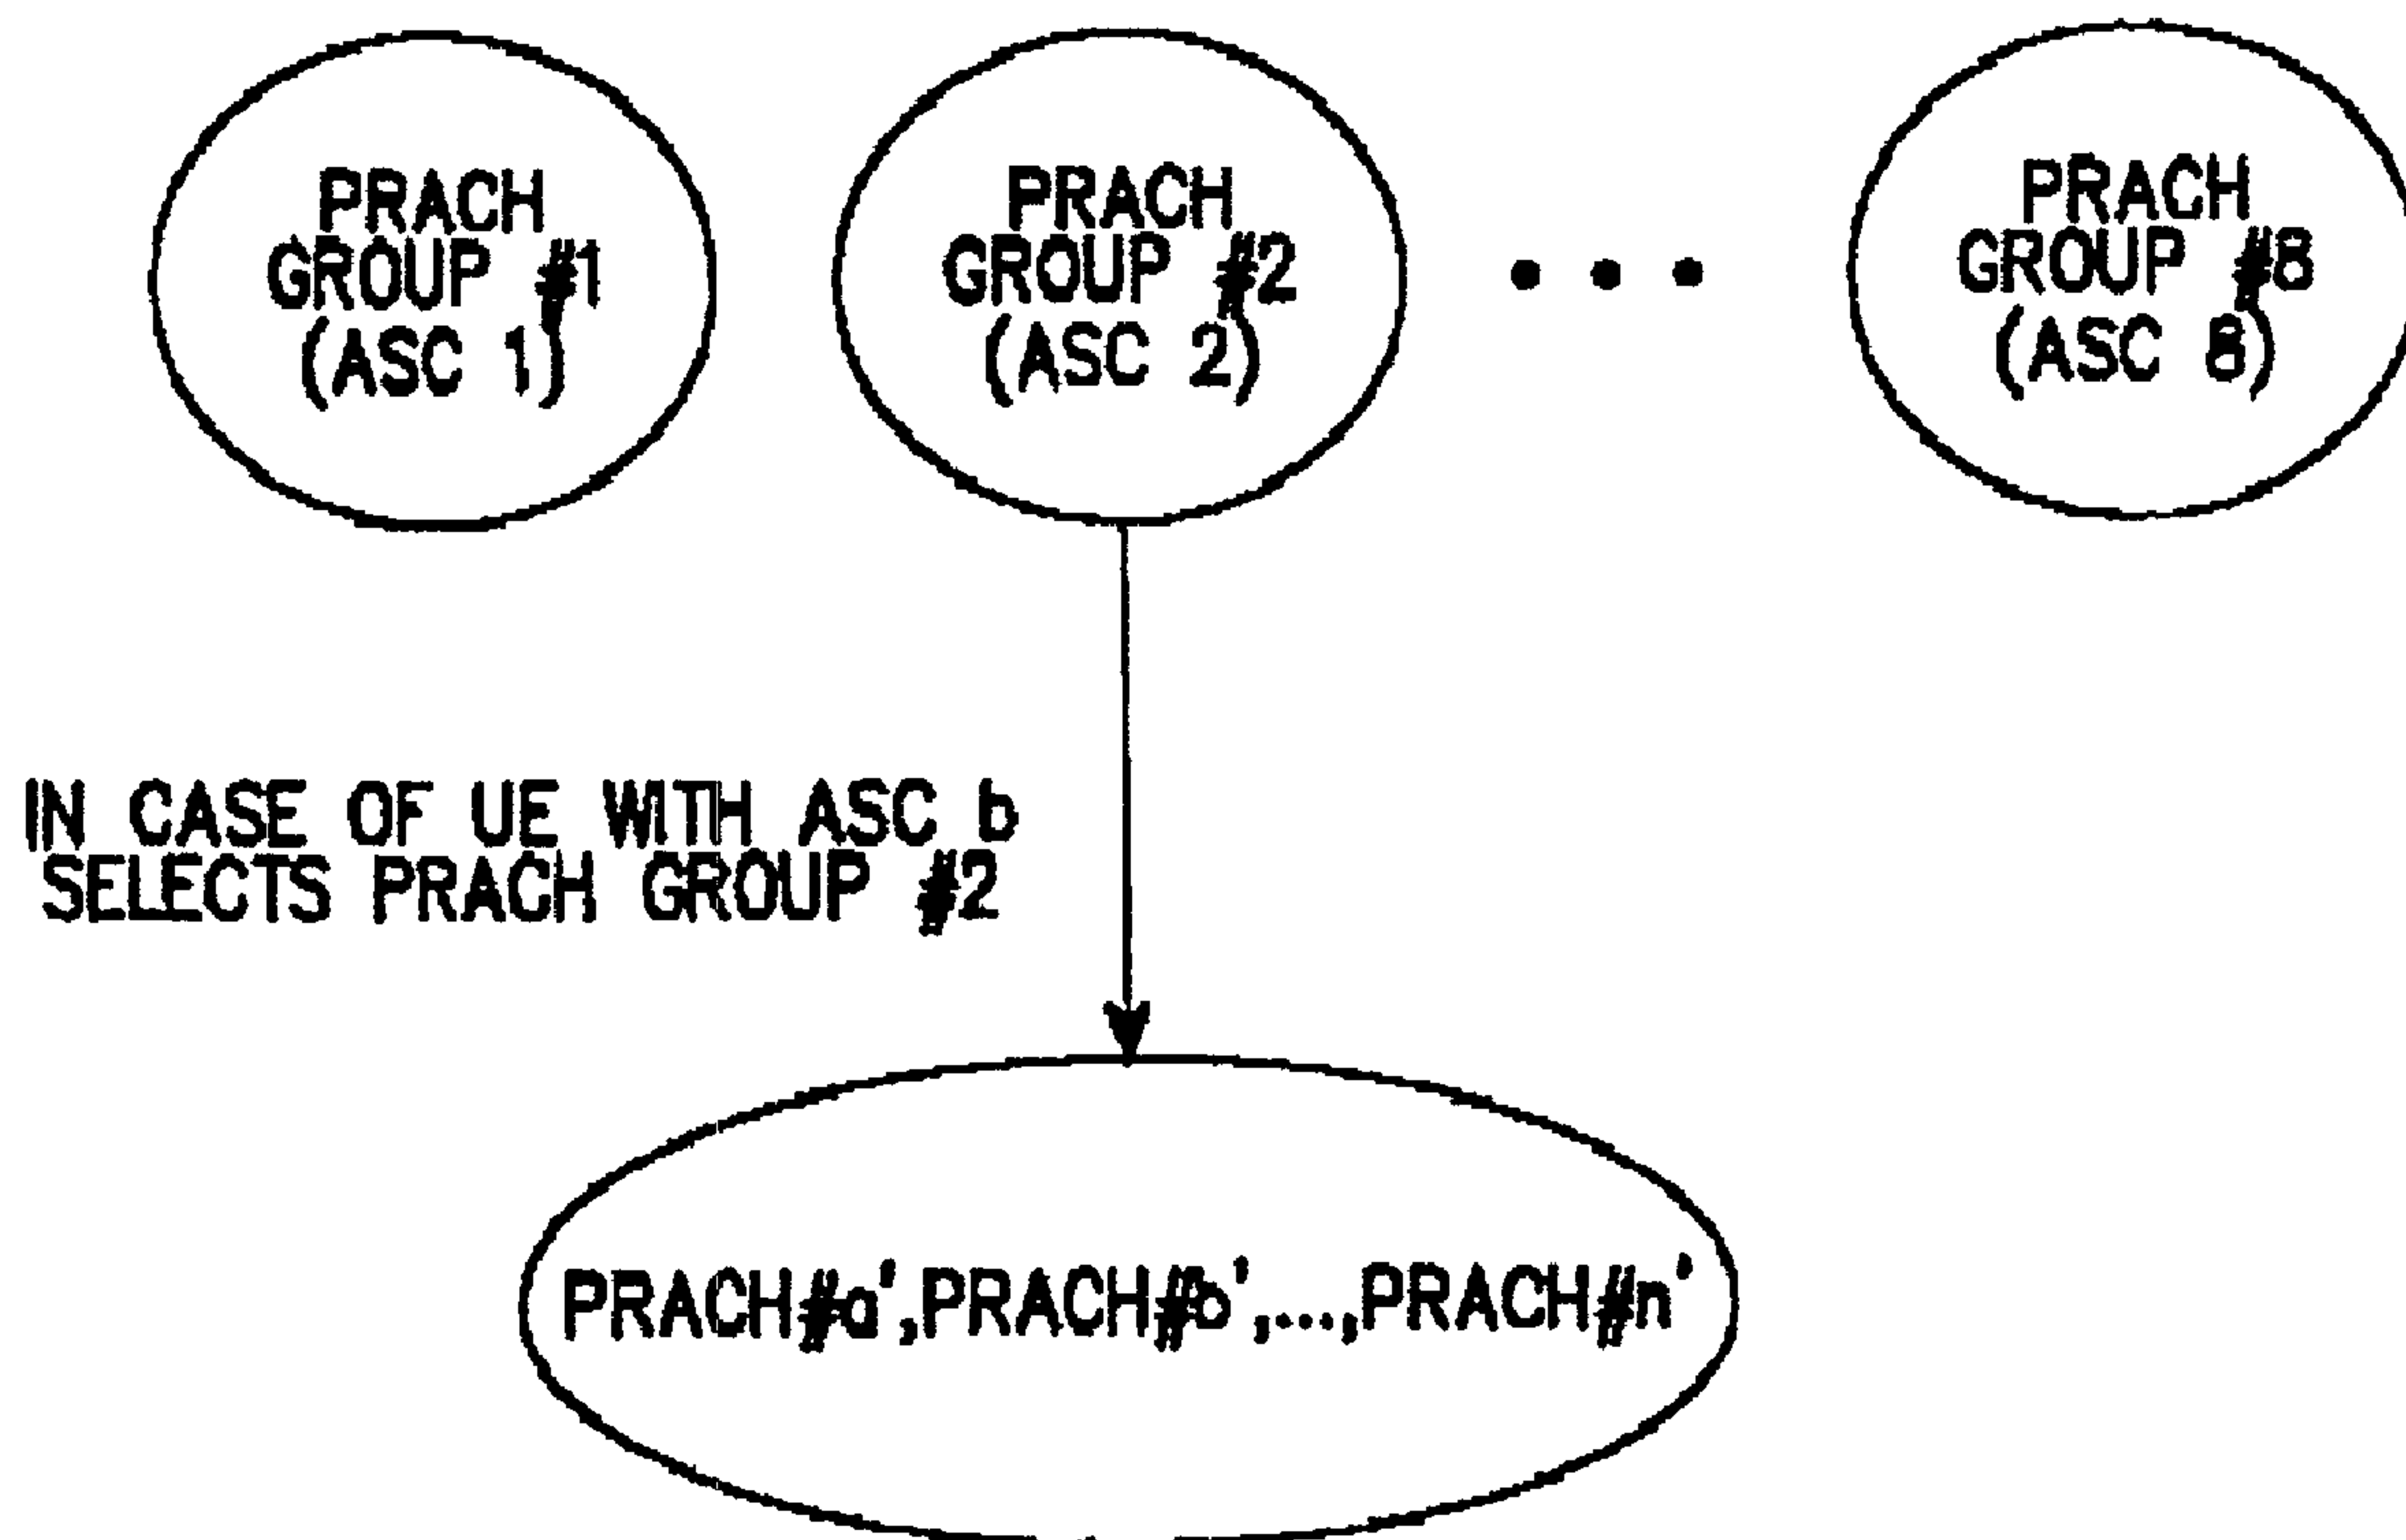 PRACH
GROUP #1
(ASC 1)
PRACH
GROUP #2
(ASC 2)
PRACH
GROUP #8
(ASC 8)
IN CASE OF UE WITH ASC b
SELECTS PRACH GROUP #2
PRACH#a',PRACH#b',...,PRACH#n'